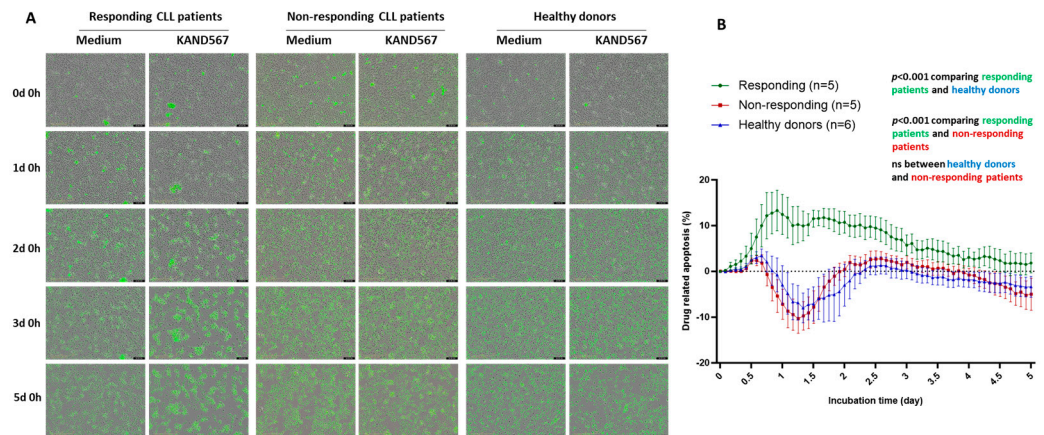 A
Responding CLL patients
Non-responding CLL patients
Healthy donors
Medium
KAND567
Medium
KAND567
Medium
KAND567
0d 0h
1d 0h
2d 0h
3d 0h
5d 0h
B
Responding (n=5)
Non-responding (n=5)
Healthy donors (n=6)
p<0.001 comparing responding
patients and healthy donors
p<0.001 comparing responding
patients and non-responding
patients
ns between healthy donors
and non-responding patients
Drug related apoptosis (%)
20
10
0
-10
-20
0
0.5
1
1.5
2
2.5
3
3.5
4
4.5
5
Incubation time (day)